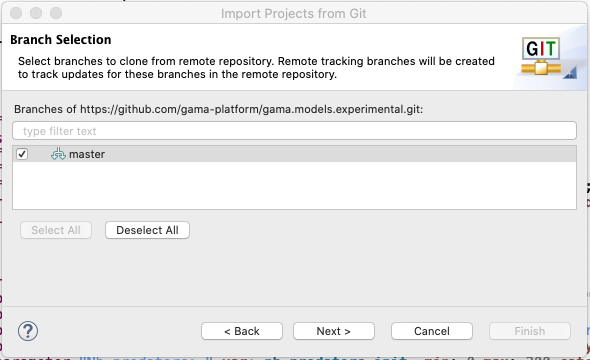 Import Projects from Git
Branch Selection
Select branches to clone from remote repository. Remote tracking branches will be created
to track updates for these branches in the remote repository.
GIT
Branches of https://github.com/gama-platform/gama.models.experimental.git:
type filter text
master
Select All
Deselect All
?
< Back
Next >
Cancel
Finish